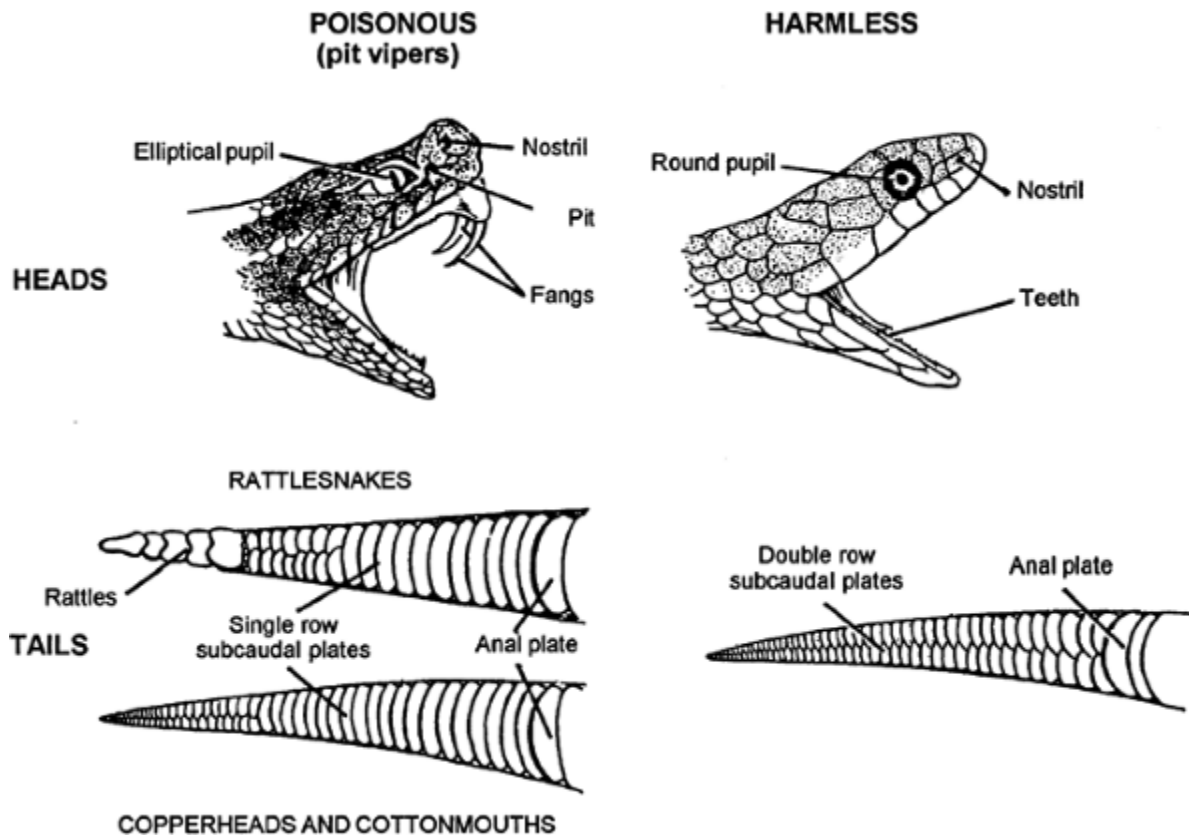 POISONOUS
(pit vipers)
HARMLESS
Elliptical pupil
Nostril
Pit
Fangs
Round pupil
Nostril
Teeth
HEADS
RATTLESNAKES
Rattles
Single row
subcaudal plates
Anal plate
Double row
subcaudal plates
Anal plate
TAILS
COPPERHEADS AND COTTONMOUTHS